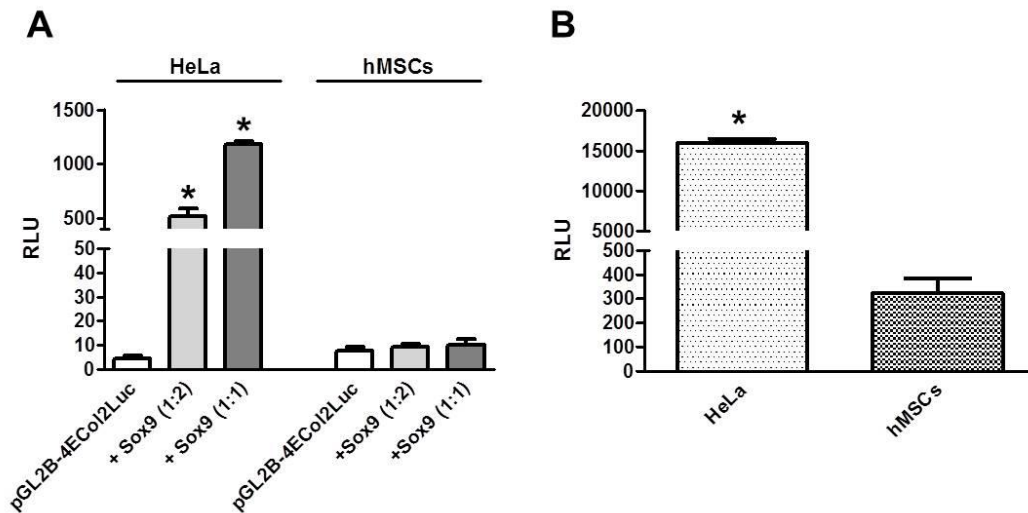 A
HeLa
hMSCs
RLU
1500
1000
500
50
40
30
20
10
0
*
*
pGL2B-4ECol2Luc
+ Sox9 (1:2)
+ Sox9 (1:1)
pGL2B-4ECol2Luc
+Sox9 (1:2)
+Sox9 (1:1)
B
RLU
20000
15000
10000
5000
500
400
300
200
100
0
*
HeLa
hMSCs